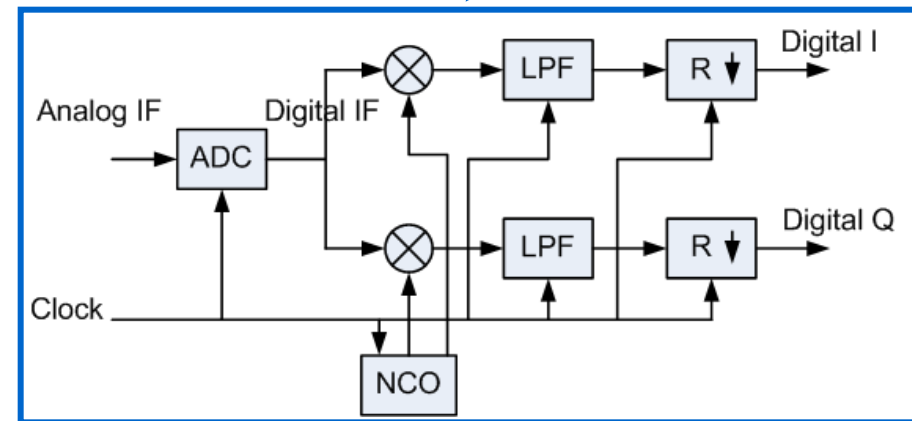 Digital I
LPF
R
Analog IF
Digital IF
ADC
Digital Q
LPF
R
Clock
NCO